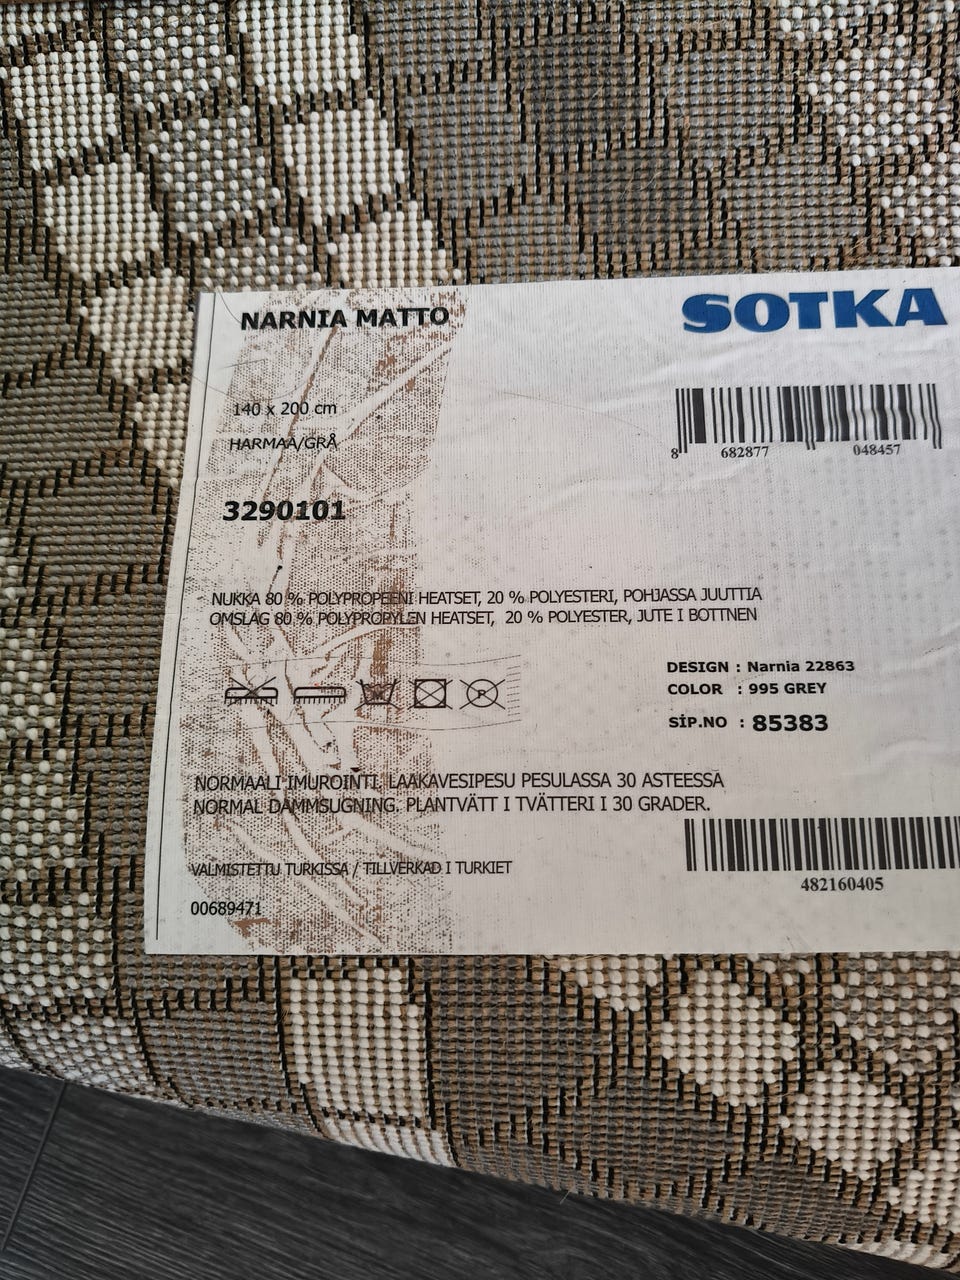 NARNIA MATTO
SOTKA
140 x 200 cm
HARMAA/GRÅ
8 682877 048457
3290101
NUKKA 80 % POLYPROPEENI HEATSET, 20 % POLYESTERI, POHJASSA JUUTTIA
OMSLAG 80 % POLYPROPYLEN HEATSET, 20 % POLYESTER, JUTE I BOTTNEN
DESIGN : Narnia 22863
COLOR : 995 GREY
SİP.NO : 85383
P
NORMAALI IMUROINTI, LAAKAVESIPESU PESULASSA 30 ASTEESSA
NORMAL DAMMSUGNING. PLANTVÄTT I TVÄTTERI I 30 GRADER.
482160405
VALMISTETTU TURKISSA / TILLVERKAD I TURKIET
00689471